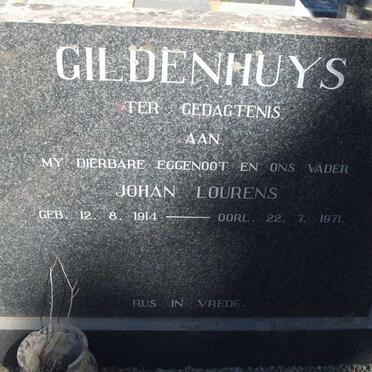 GILDENHUYS
TER GEDAGTENIS
AAN
MY DIERBARE EGGENOOT EN ONS VADER
JOHAN LOURENS
GEB. 12. 8. 1914 — OORL. 22. 7. 1971.
RUS IN VREDE.